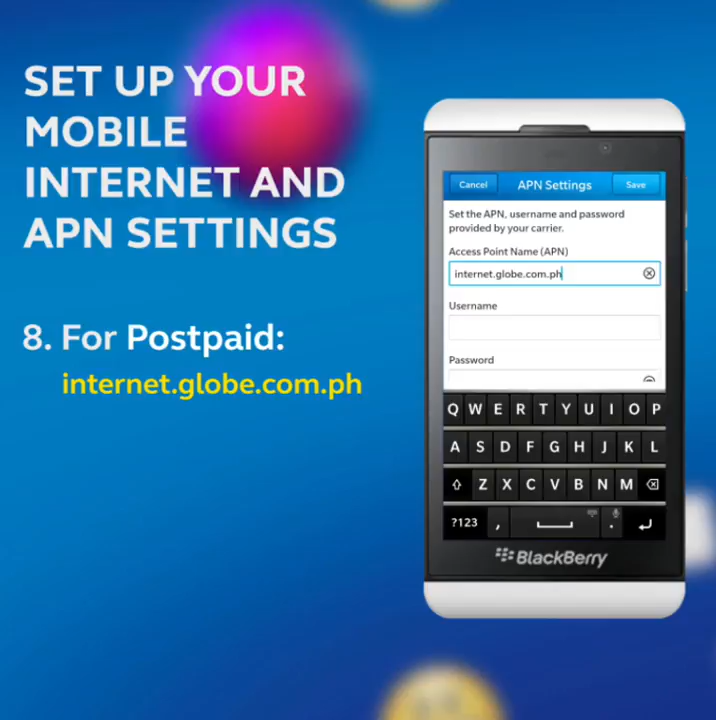 SET UP YOUR
MOBILE
INTERNET AND
APN SETTINGS
8. For Postpaid:
internet.globe.com.ph
Cancel APN Settings Save
Set the APN, username and password
provided by your carrier.
Access Point Name (APN)
internet.globe.com.ph
Username
Password
Q W E R T Y U I O P
A S D F G H J K L
Z X C V B N M
?123 , .
BlackBerry